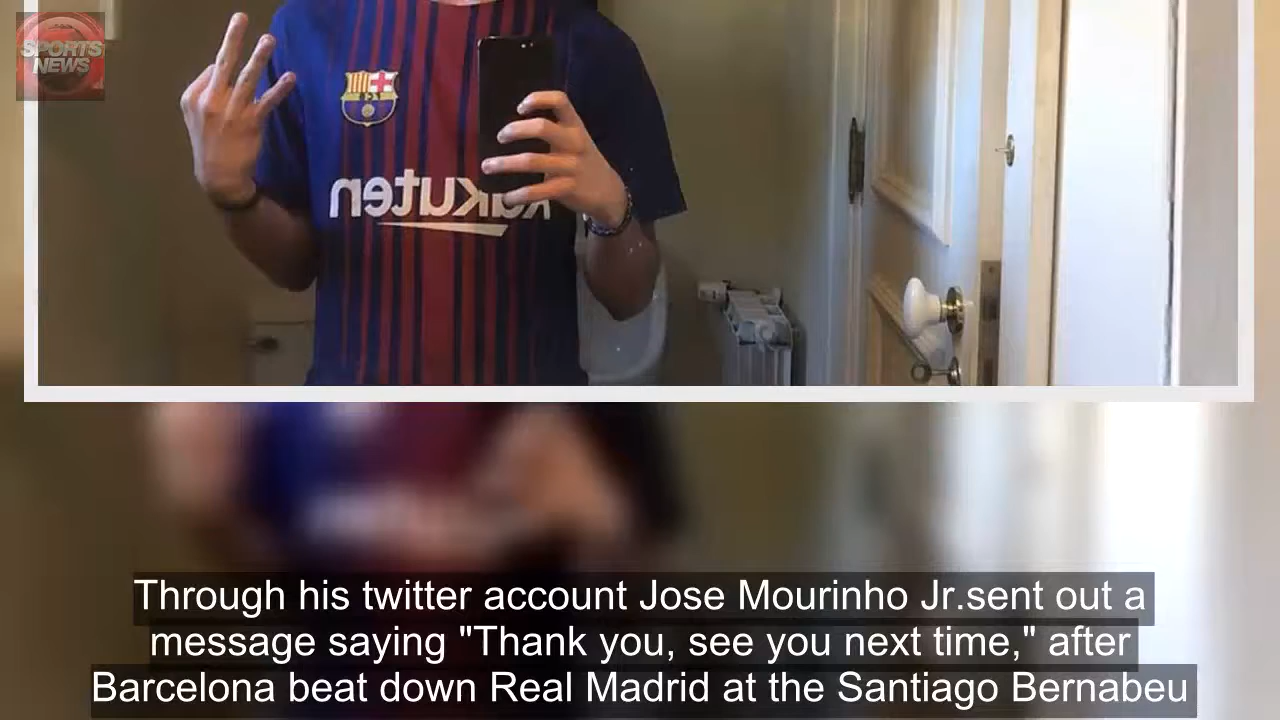 SPORTS
NEWS
Rakuten
Through his twitter account Jose Mourinho Jr.sent out a
message saying "Thank you, see you next time," after
Barcelona beat down Real Madrid at the Santiago Bernabeu